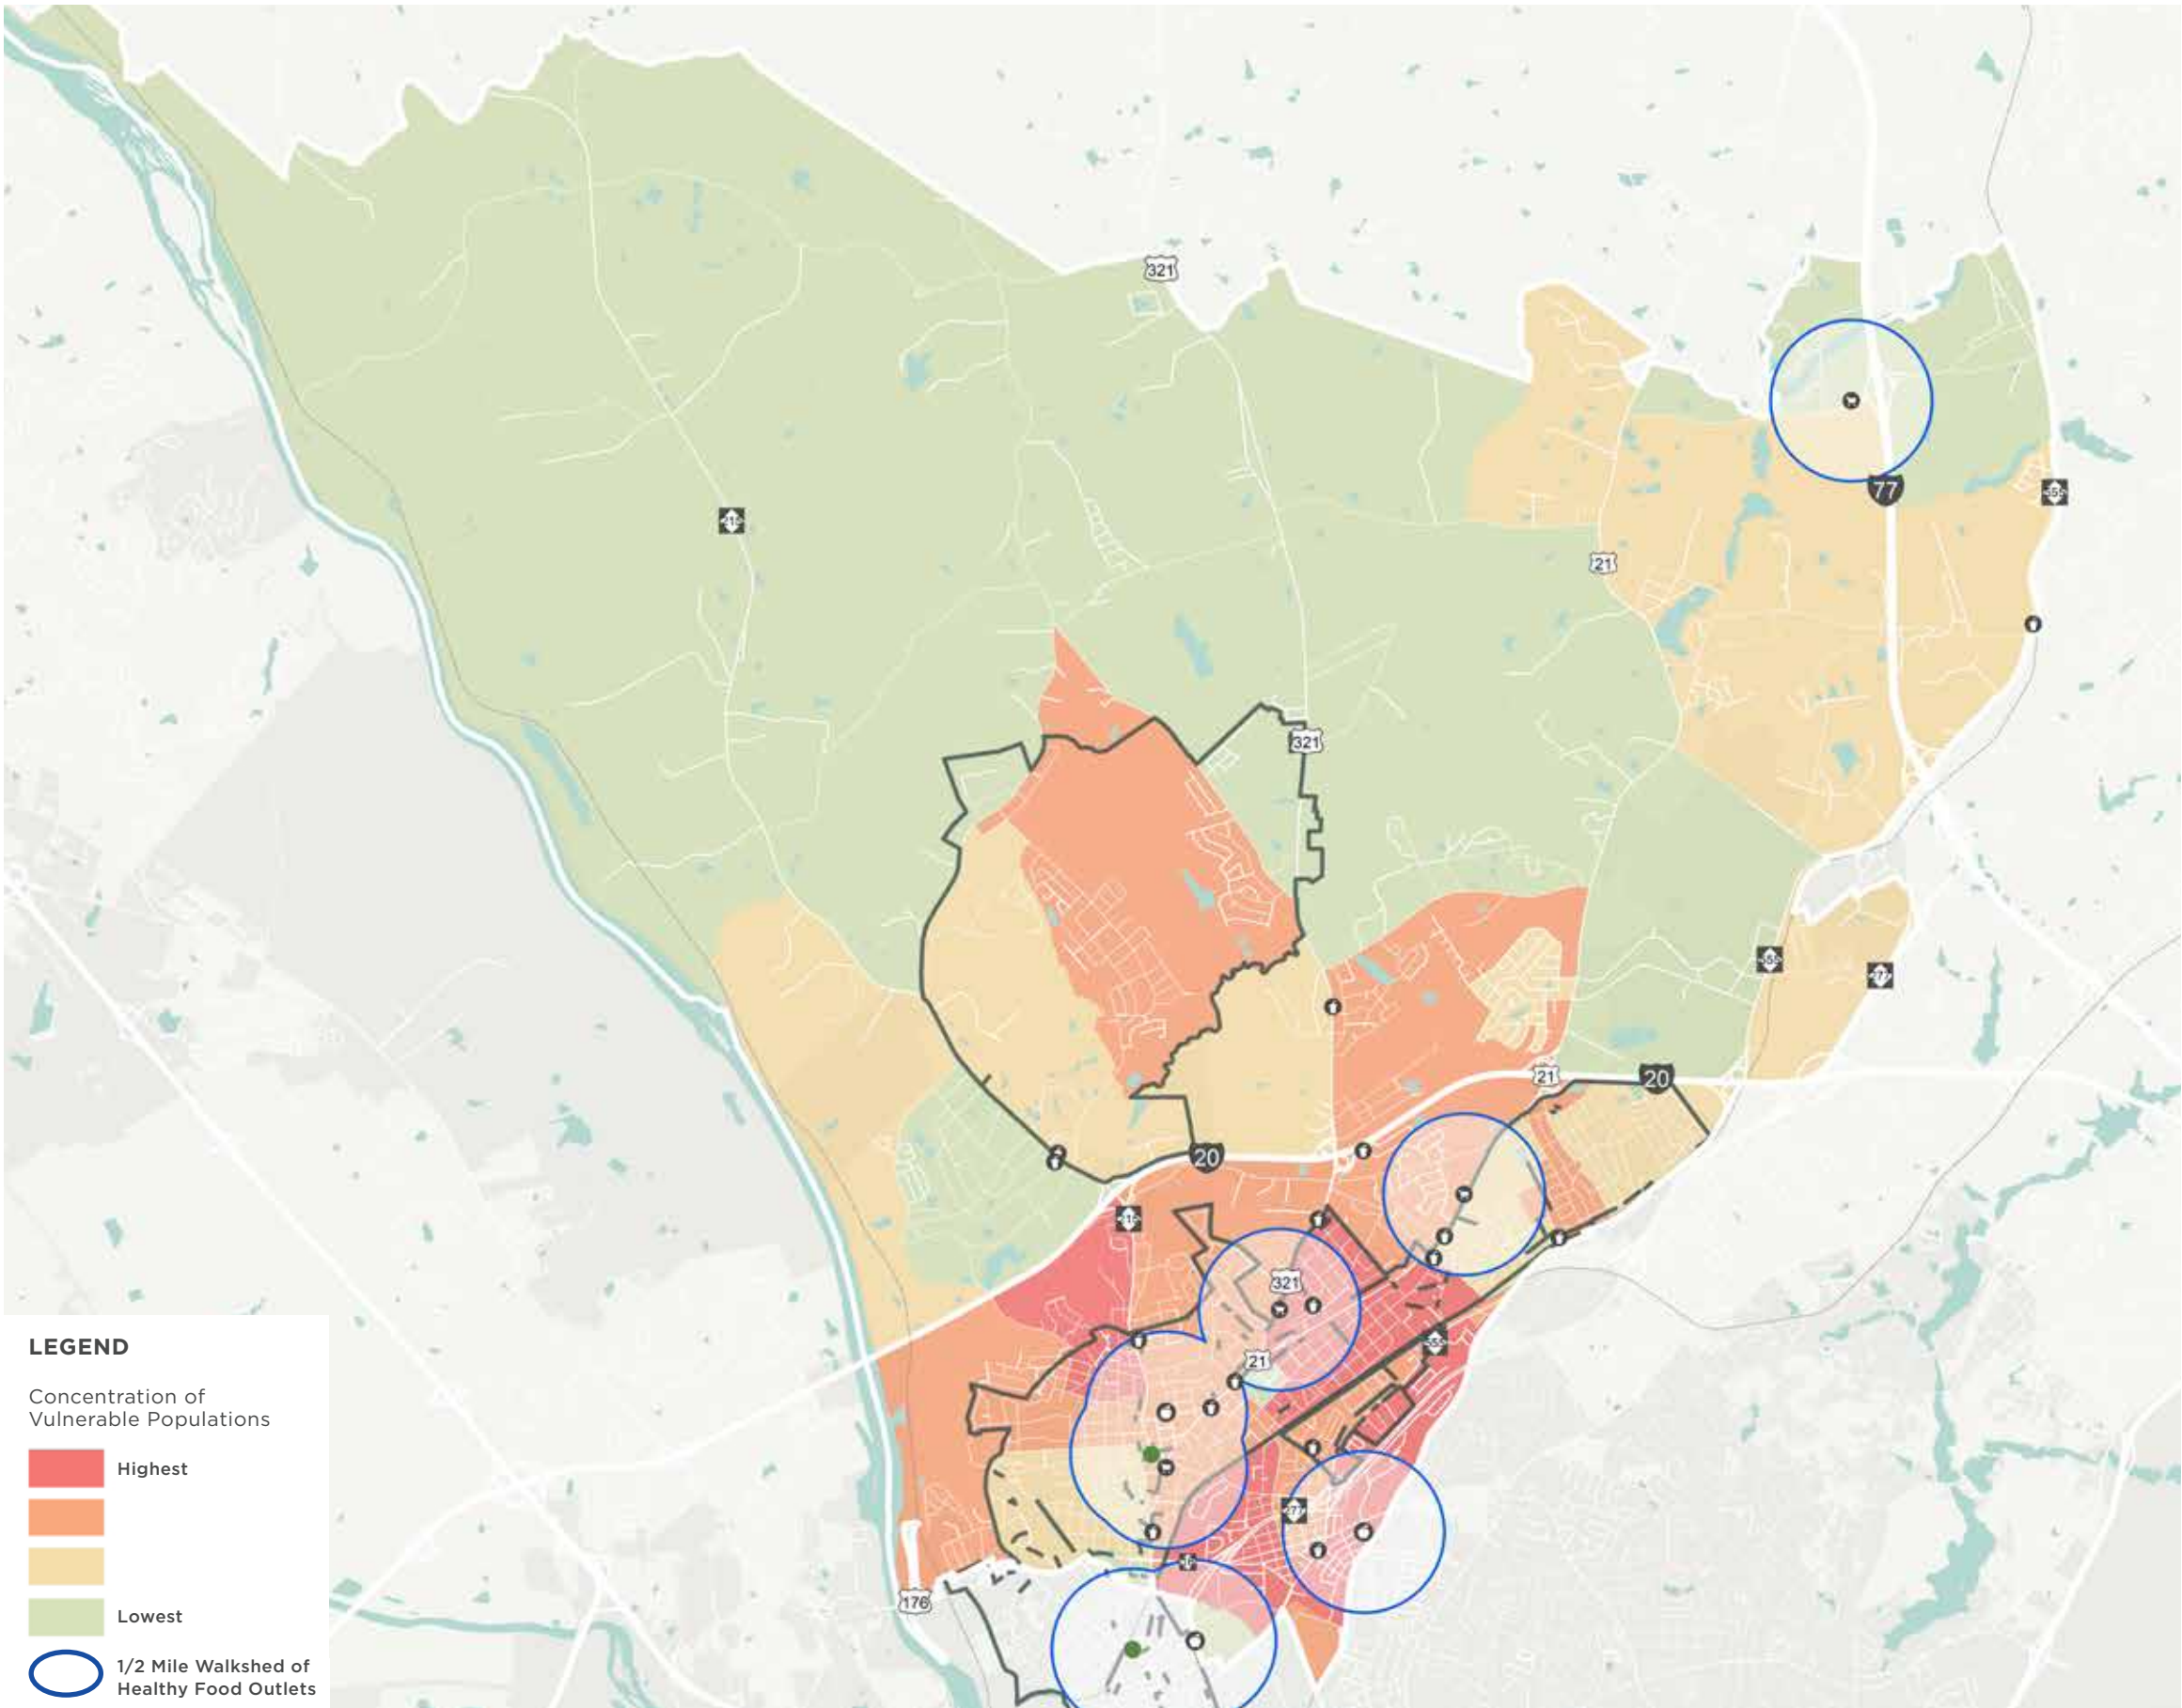 321
77
21
321
21
20
20
321
21
277
176
LEGEND
Concentration of
Vulnerable Populations
Highest
Lowest
1/2 Mile Walkshed of
Healthy Food Outlets